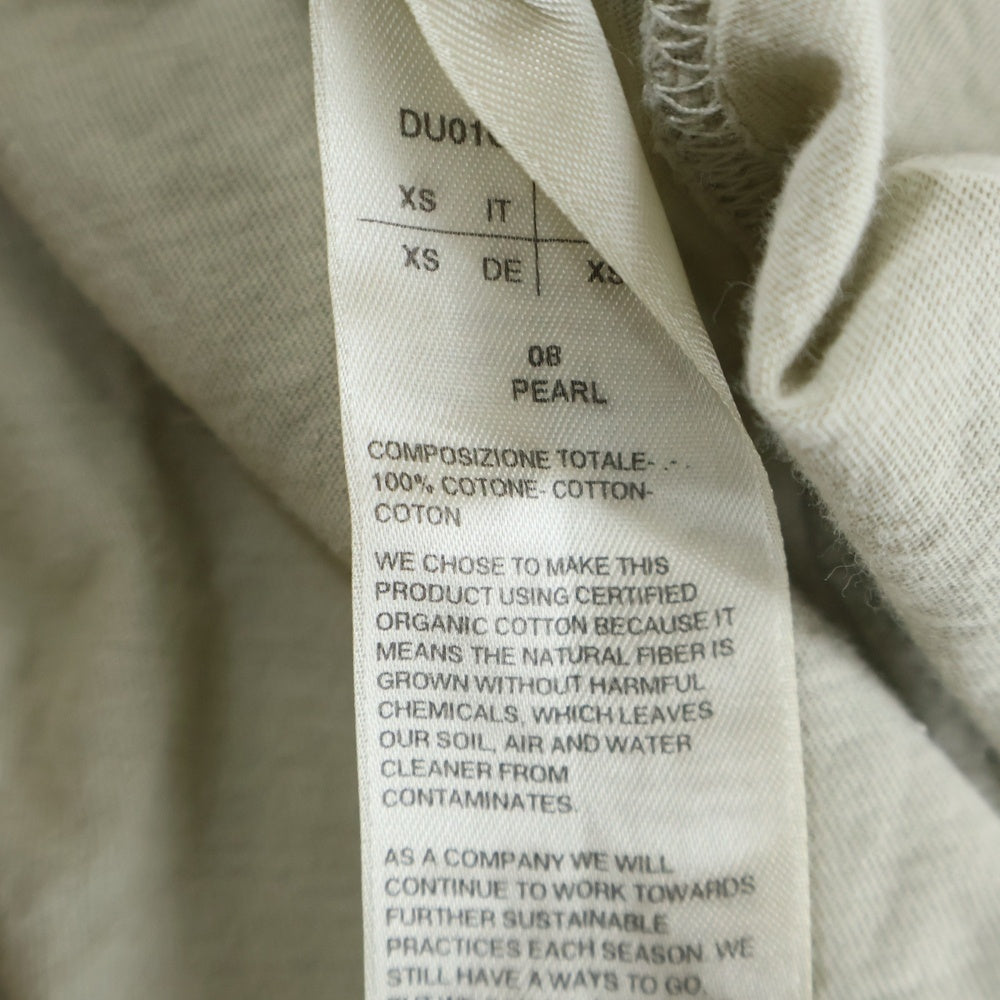 DU01
XS IT
XS DE XS
08
PEARL
COMPOSIZIONE TOTALE- .- .
100% COTONE- COTTON-
COTON
WE CHOSE TO MAKE THIS
PRODUCT USING CERTIFIED
ORGANIC COTTON BECAUSE IT
MEANS THE NATURAL FIBER IS
GROWN WITHOUT HARMFUL
CHEMICALS, WHICH LEAVES
OUR SOIL, AIR AND WATER
CLEANER FROM
CONTAMINATES.
AS A COMPANY WE WILL
CONTINUE TO WORK TOWARDS
FURTHER SUSTAINABLE
PRACTICES EACH SEASON. WE
STILL HAVE A WAYS TO GO,